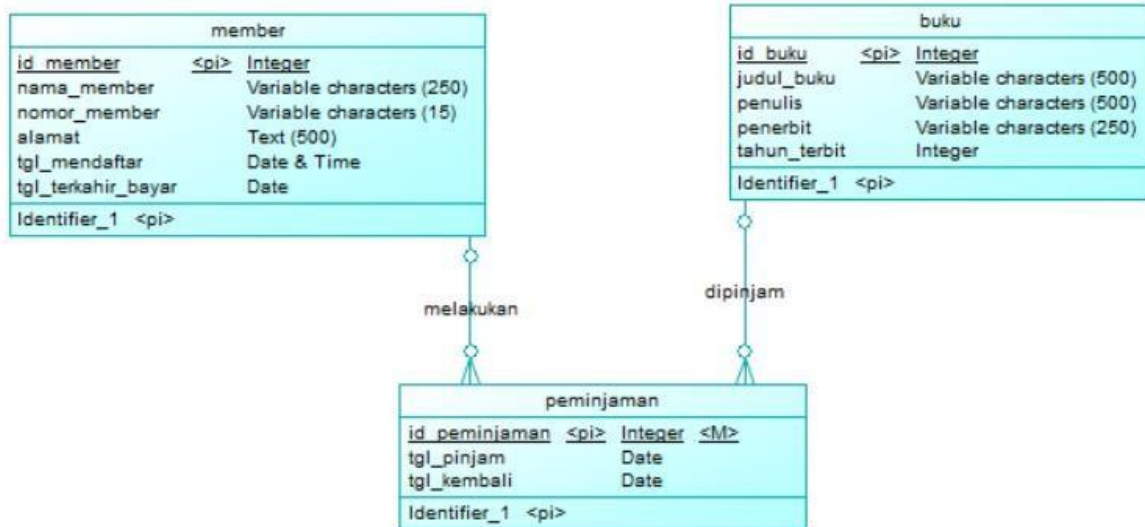 member
id_member <pi> Integer
nama_member Variable characters (250)
nomor_member Variable characters (15)
alamat Text (500)
tgl_mendaftar Date & Time
tgl_terkahir_bayar Date
Identifier_1 <pi>
buku
id_buku <pi> Integer
judul_buku Variable characters (500)
penulis Variable characters (500)
penerbit Variable characters (250)
tahun_terbit Integer
Identifier_1 <pi>
melakukan
dipinjam
peminjaman
id_peminjaman <pi> Integer <M>
tgl_pinjam Date
tgl_kembali Date
Identifier_1 <pi>